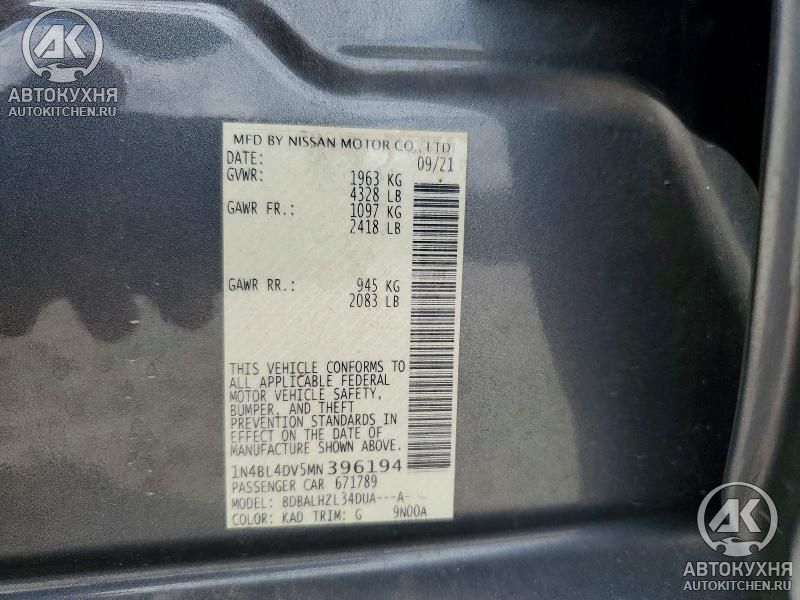 AK
АВТОКУХНЯ
AUTOKITCHEN.RU
MFD BY NISSAN MOTOR CO., LTD
DATE: 09/21
GVWR: 1963 KG
4328 LB
GAWR FR.: 1097 KG
2418 LB
GAWR RR.: 945 KG
2083 LB
THIS VEHICLE CONFORMS TO
ALL APPLICABLE FEDERAL
MOTOR VEHICLE SAFETY,
BUMPER, AND THEFT
PREVENTION STANDARDS IN
EFFECT ON THE DATE OF
MANUFACTURE SHOWN ABOVE.
1N4BL4DV5MN396194
PASSENGER CAR 671789
MODEL: BDBALHZL34DUA---A-
COLOR: KAD TRIM: G 9N00A
AK
АВТОКУХНЯ
AUTOKITCHEN.RU